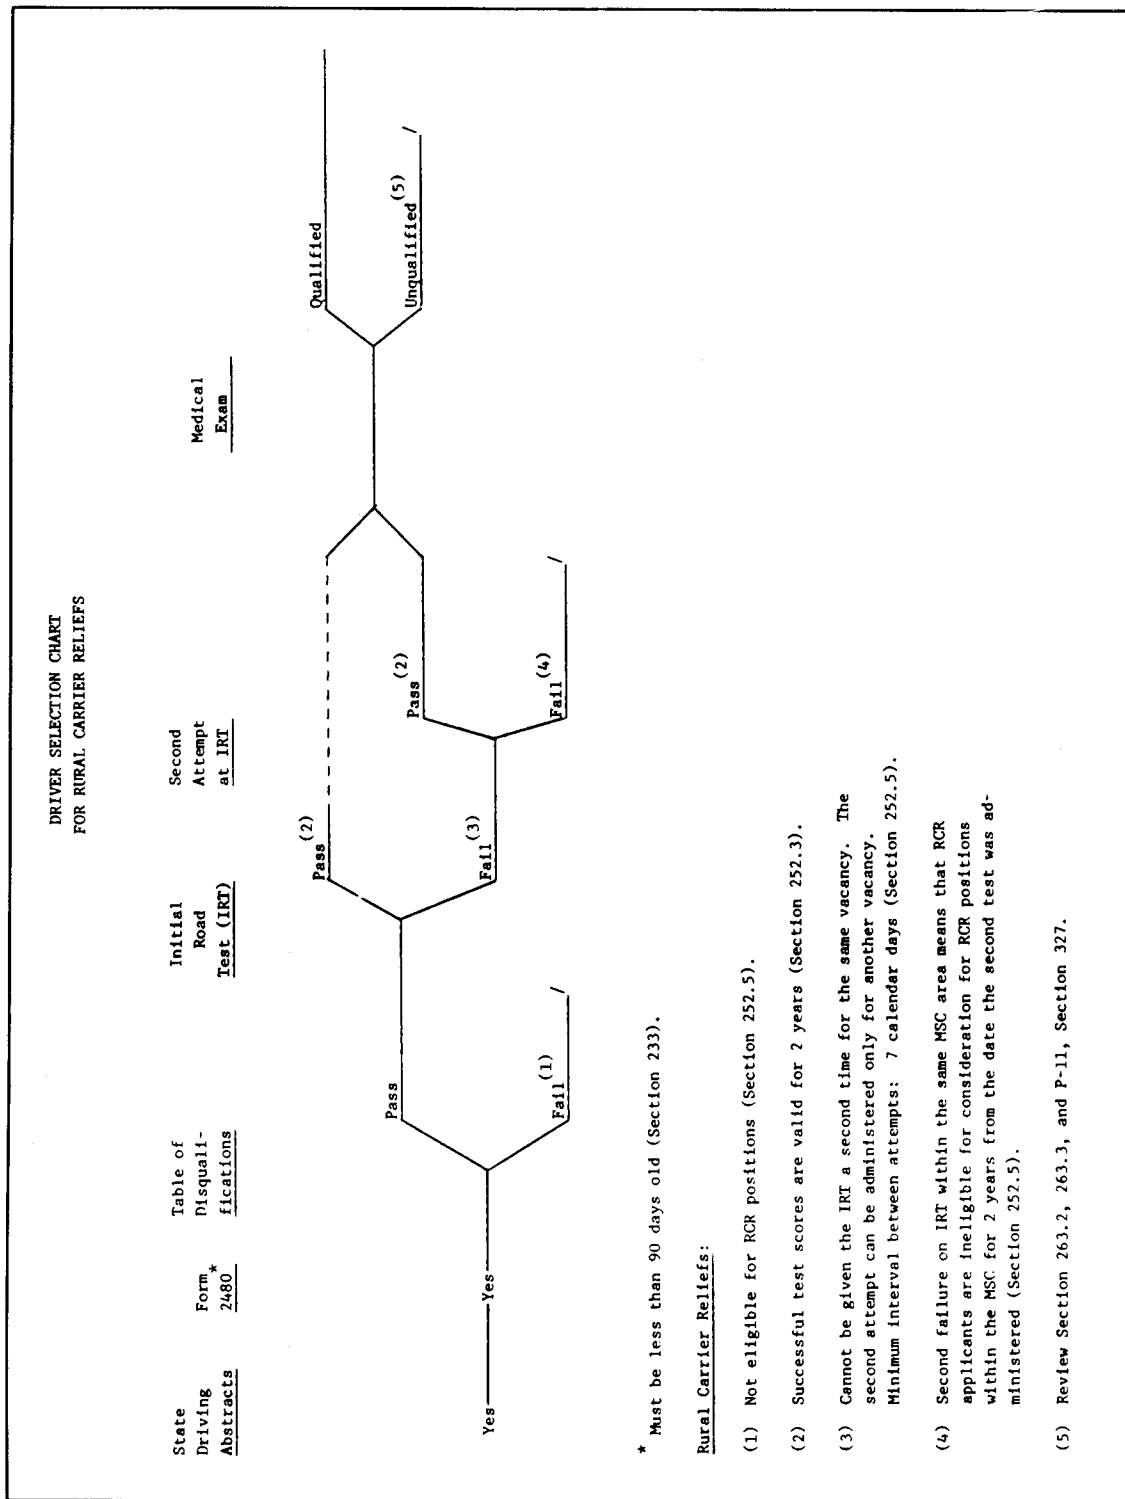 DRIVER SELECTION CHART
FOR RURAL CARRIER RELIEFS
State
Driving
Abstracts
Form*
2480
Table of
Disquali-
fications
Initial
Road
Test (IRT)
Second
Attempt
at IRT
Medical
Exam
Yes
Yes
Pass
Fail(1)
Pass(2)
Fail(3)
Pass(2)
Fail(4)
Qualified
Unqualified(5)
* Must be less than 90 days old (Section 233).
Rural Carrier Reliefs:
(1) Not eligible for RCR positions (Section 252.5).
(2) Successful test scores are valid for 2 years (Section 252.3).
(3) Cannot be given the IRT a second time for the same vacancy. The
second attempt can be administered only for another vacancy.
Minimum interval between attempts: 7 calendar days (Section 252.5).
(4) Second failure on IRT within the same MSC area means that RCR
applicants are ineligible for consideration for RCR positions
within the MSC for 2 years from the date the second test was ad-
ministered (Section 252.5).
(5) Review Section 263.2, 263.3, and P-11, Section 327.